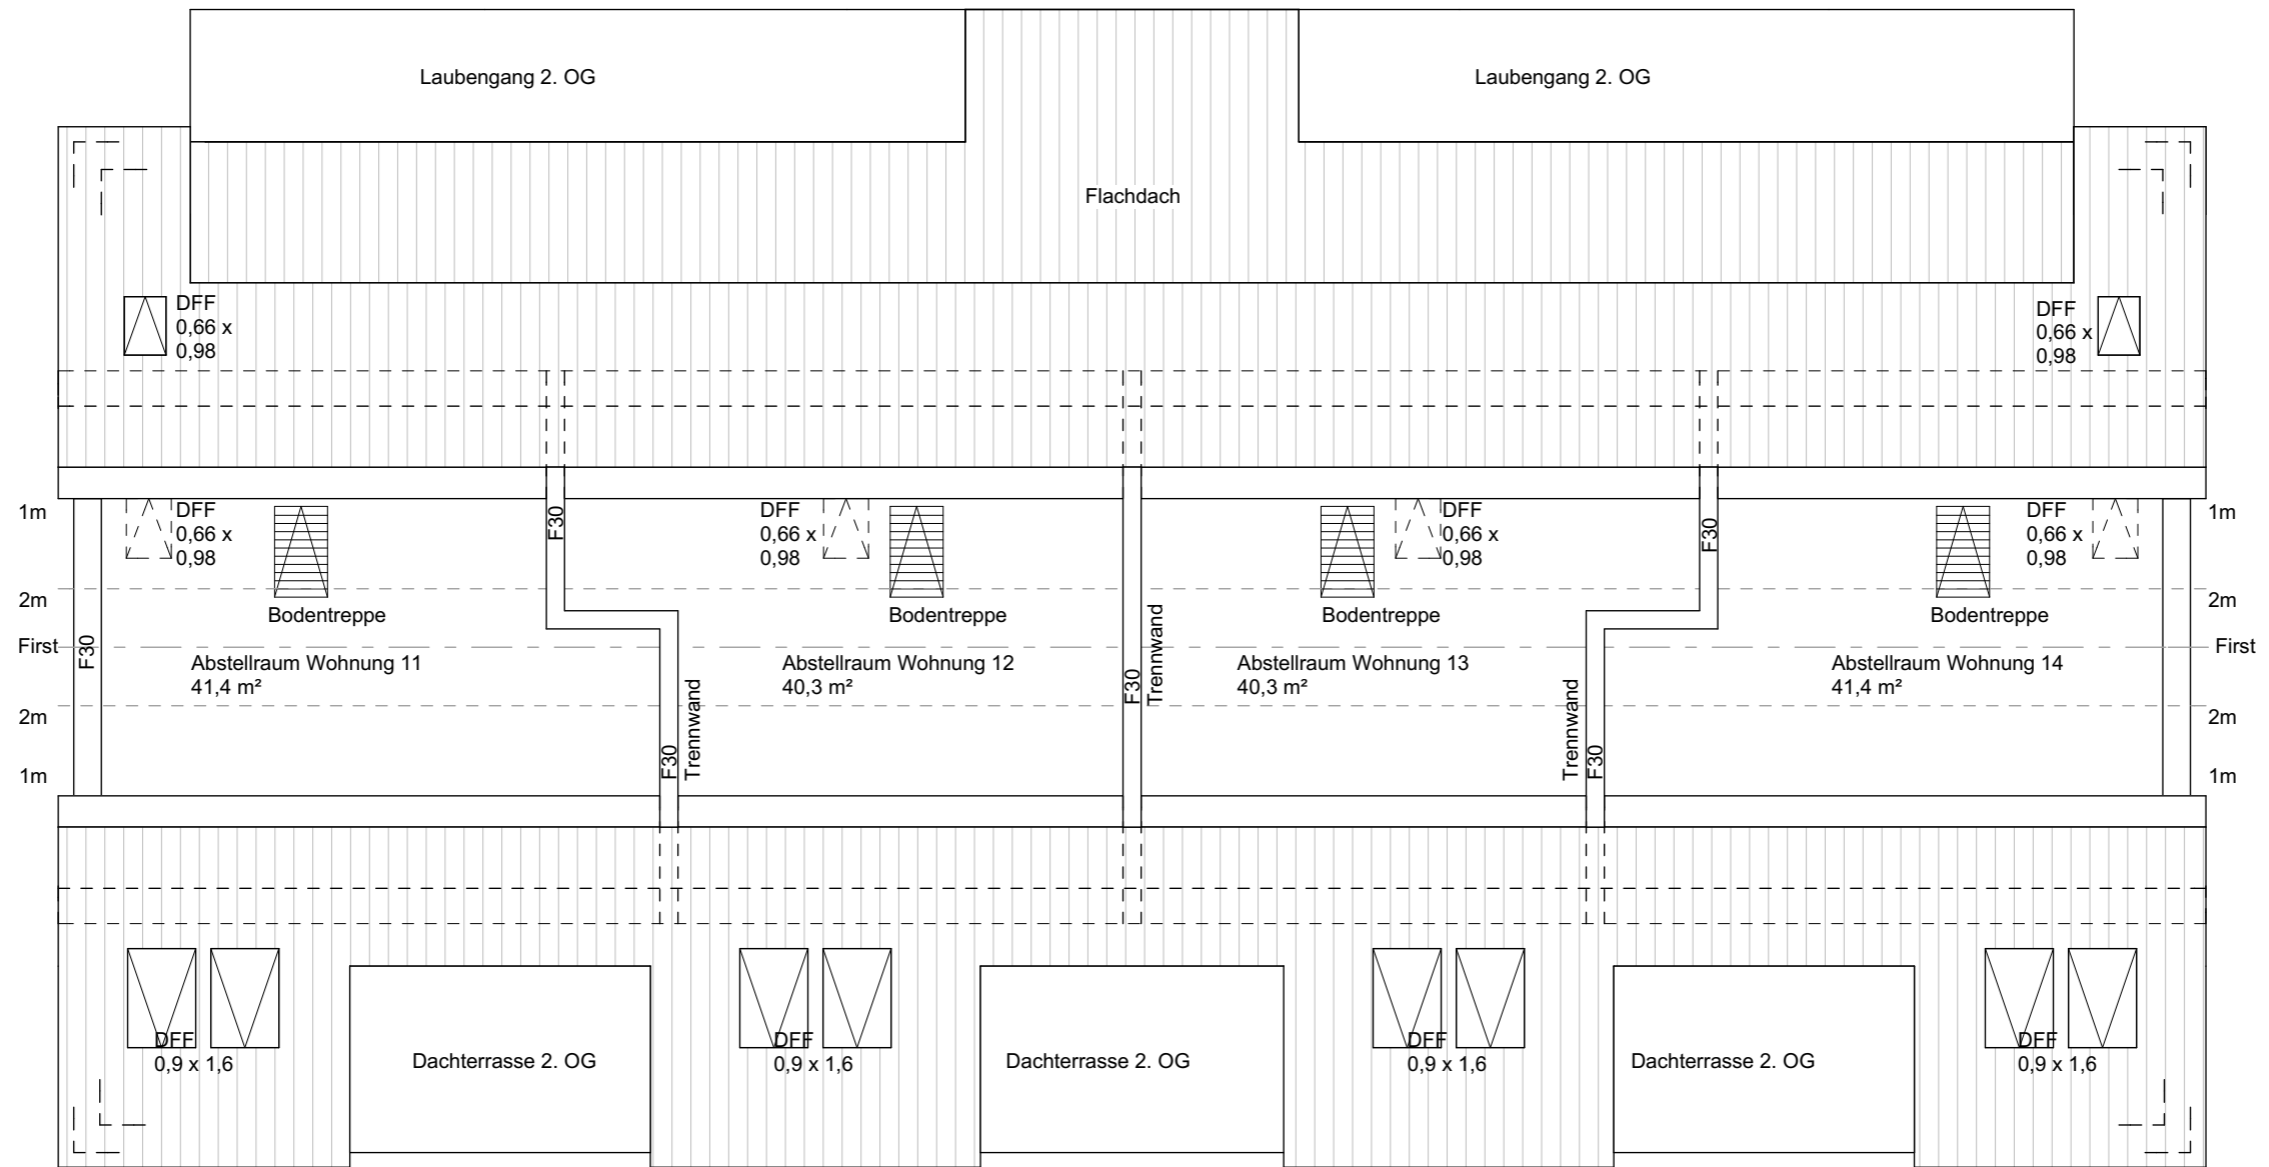 Laubengang 2. OG
Laubengang 2. OG
Flachdach
DFF
0,66 x
0,98
DFF
0,66 x
0,98
1m
DFF
0,66 x
0,98
F30
DFF
0,66 x
0,98
DFF
0,66 x
0,98
F30
DFF
0,66 x
0,98
1m
2m
Bodentreppe
Bodentreppe
Bodentreppe
Bodentreppe
2m
First
F30
Abstellraum Wohnung 11
41,4 m²
Abstellraum Wohnung 12
40,3 m²
F30
Trennwand
Abstellraum Wohnung 13
40,3 m²
Abstellraum Wohnung 14
41,4 m²
First
2m
F30
Trennwand
Trennwand
F30
2m
1m
1m
DFF
0,9 x 1,6
Dachterrasse 2. OG
DFF
0,9 x 1,6
Dachterrasse 2. OG
DFF
0,9 x 1,6
Dachterrasse 2. OG
DFF
0,9 x 1,6